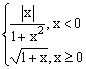 { |x| / (1 + x²), x < 0
√(1+x), x ≥ 0